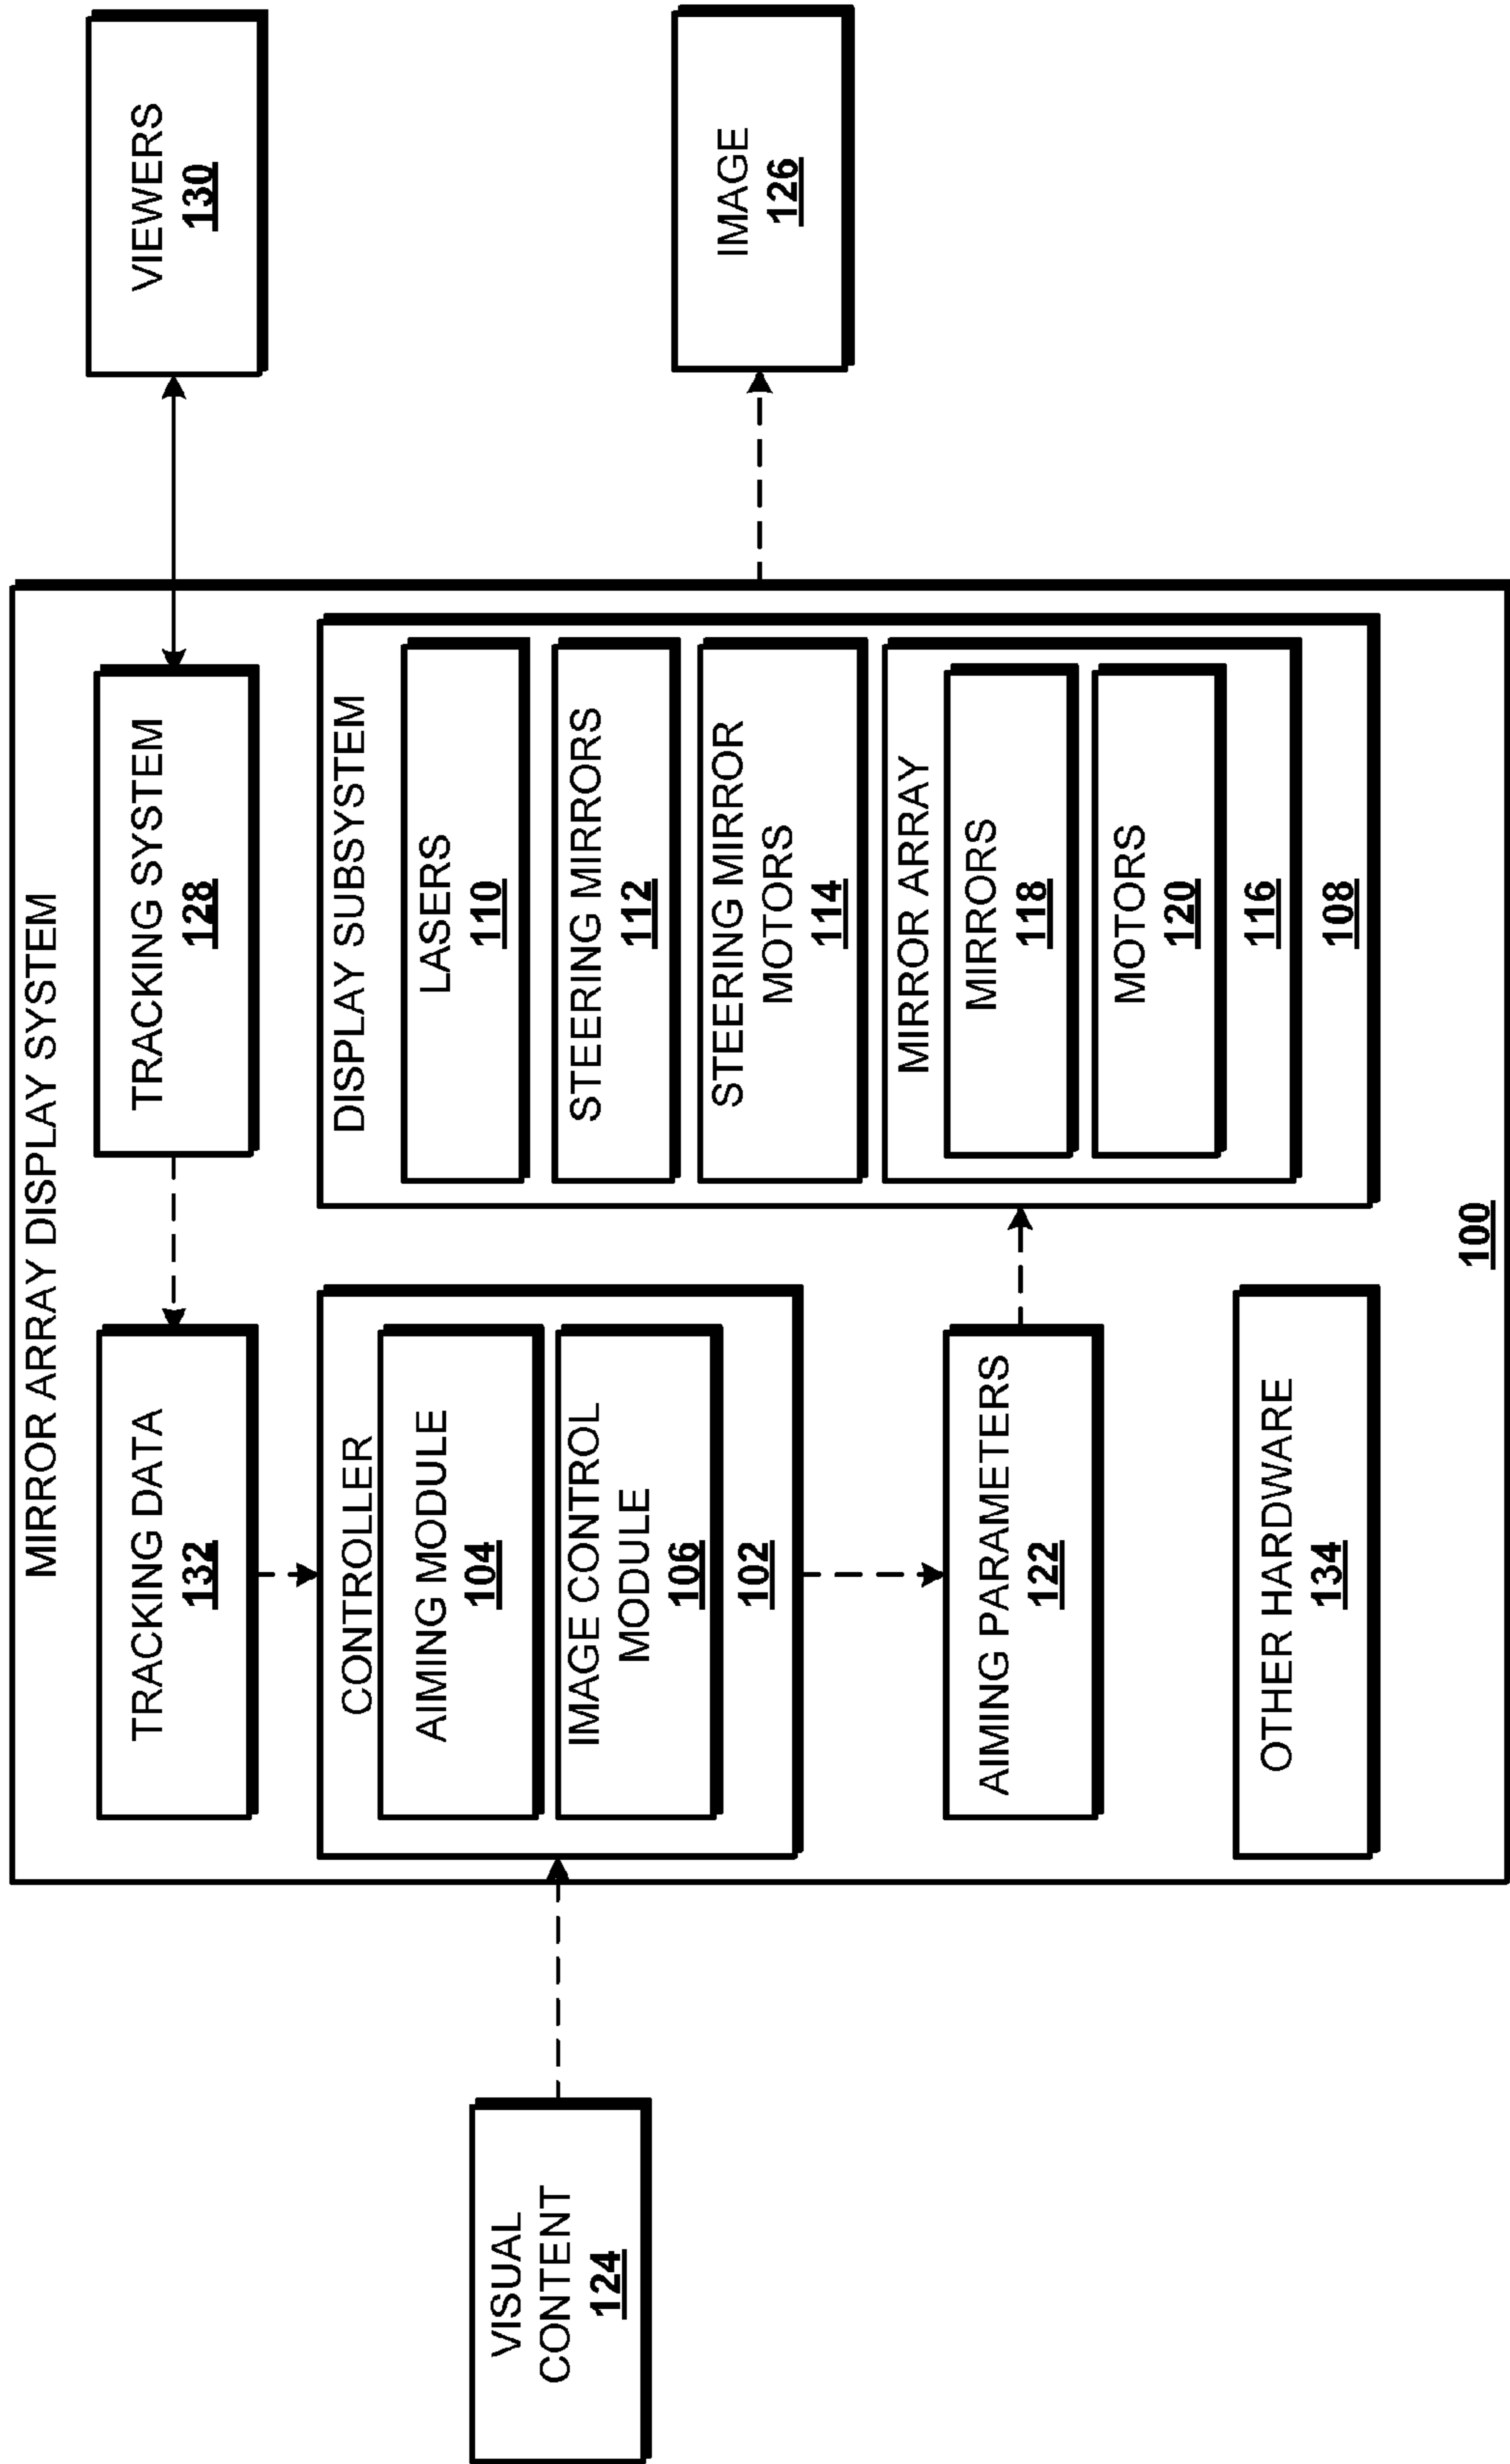 MIRROR ARRAY DISPLAY SYSTEM
TRACKING DATA
132
TRACKING SYSTEM
128
VIEWERS
130
VISUAL
CONTENT
124
CONTROLLER
AIMING MODULE
104
IMAGE CONTROL
MODULE
106
102
AIMING PARAMETERS
122
OTHER HARDWARE
134
DISPLAY SUBSYSTEM
LASERS
110
STEERING MIRRORS
112
STEERING MIRROR
MOTORS
114
MIRROR ARRAY
MIRRORS
118
MOTORS
120
116
108
IMAGE
126
100